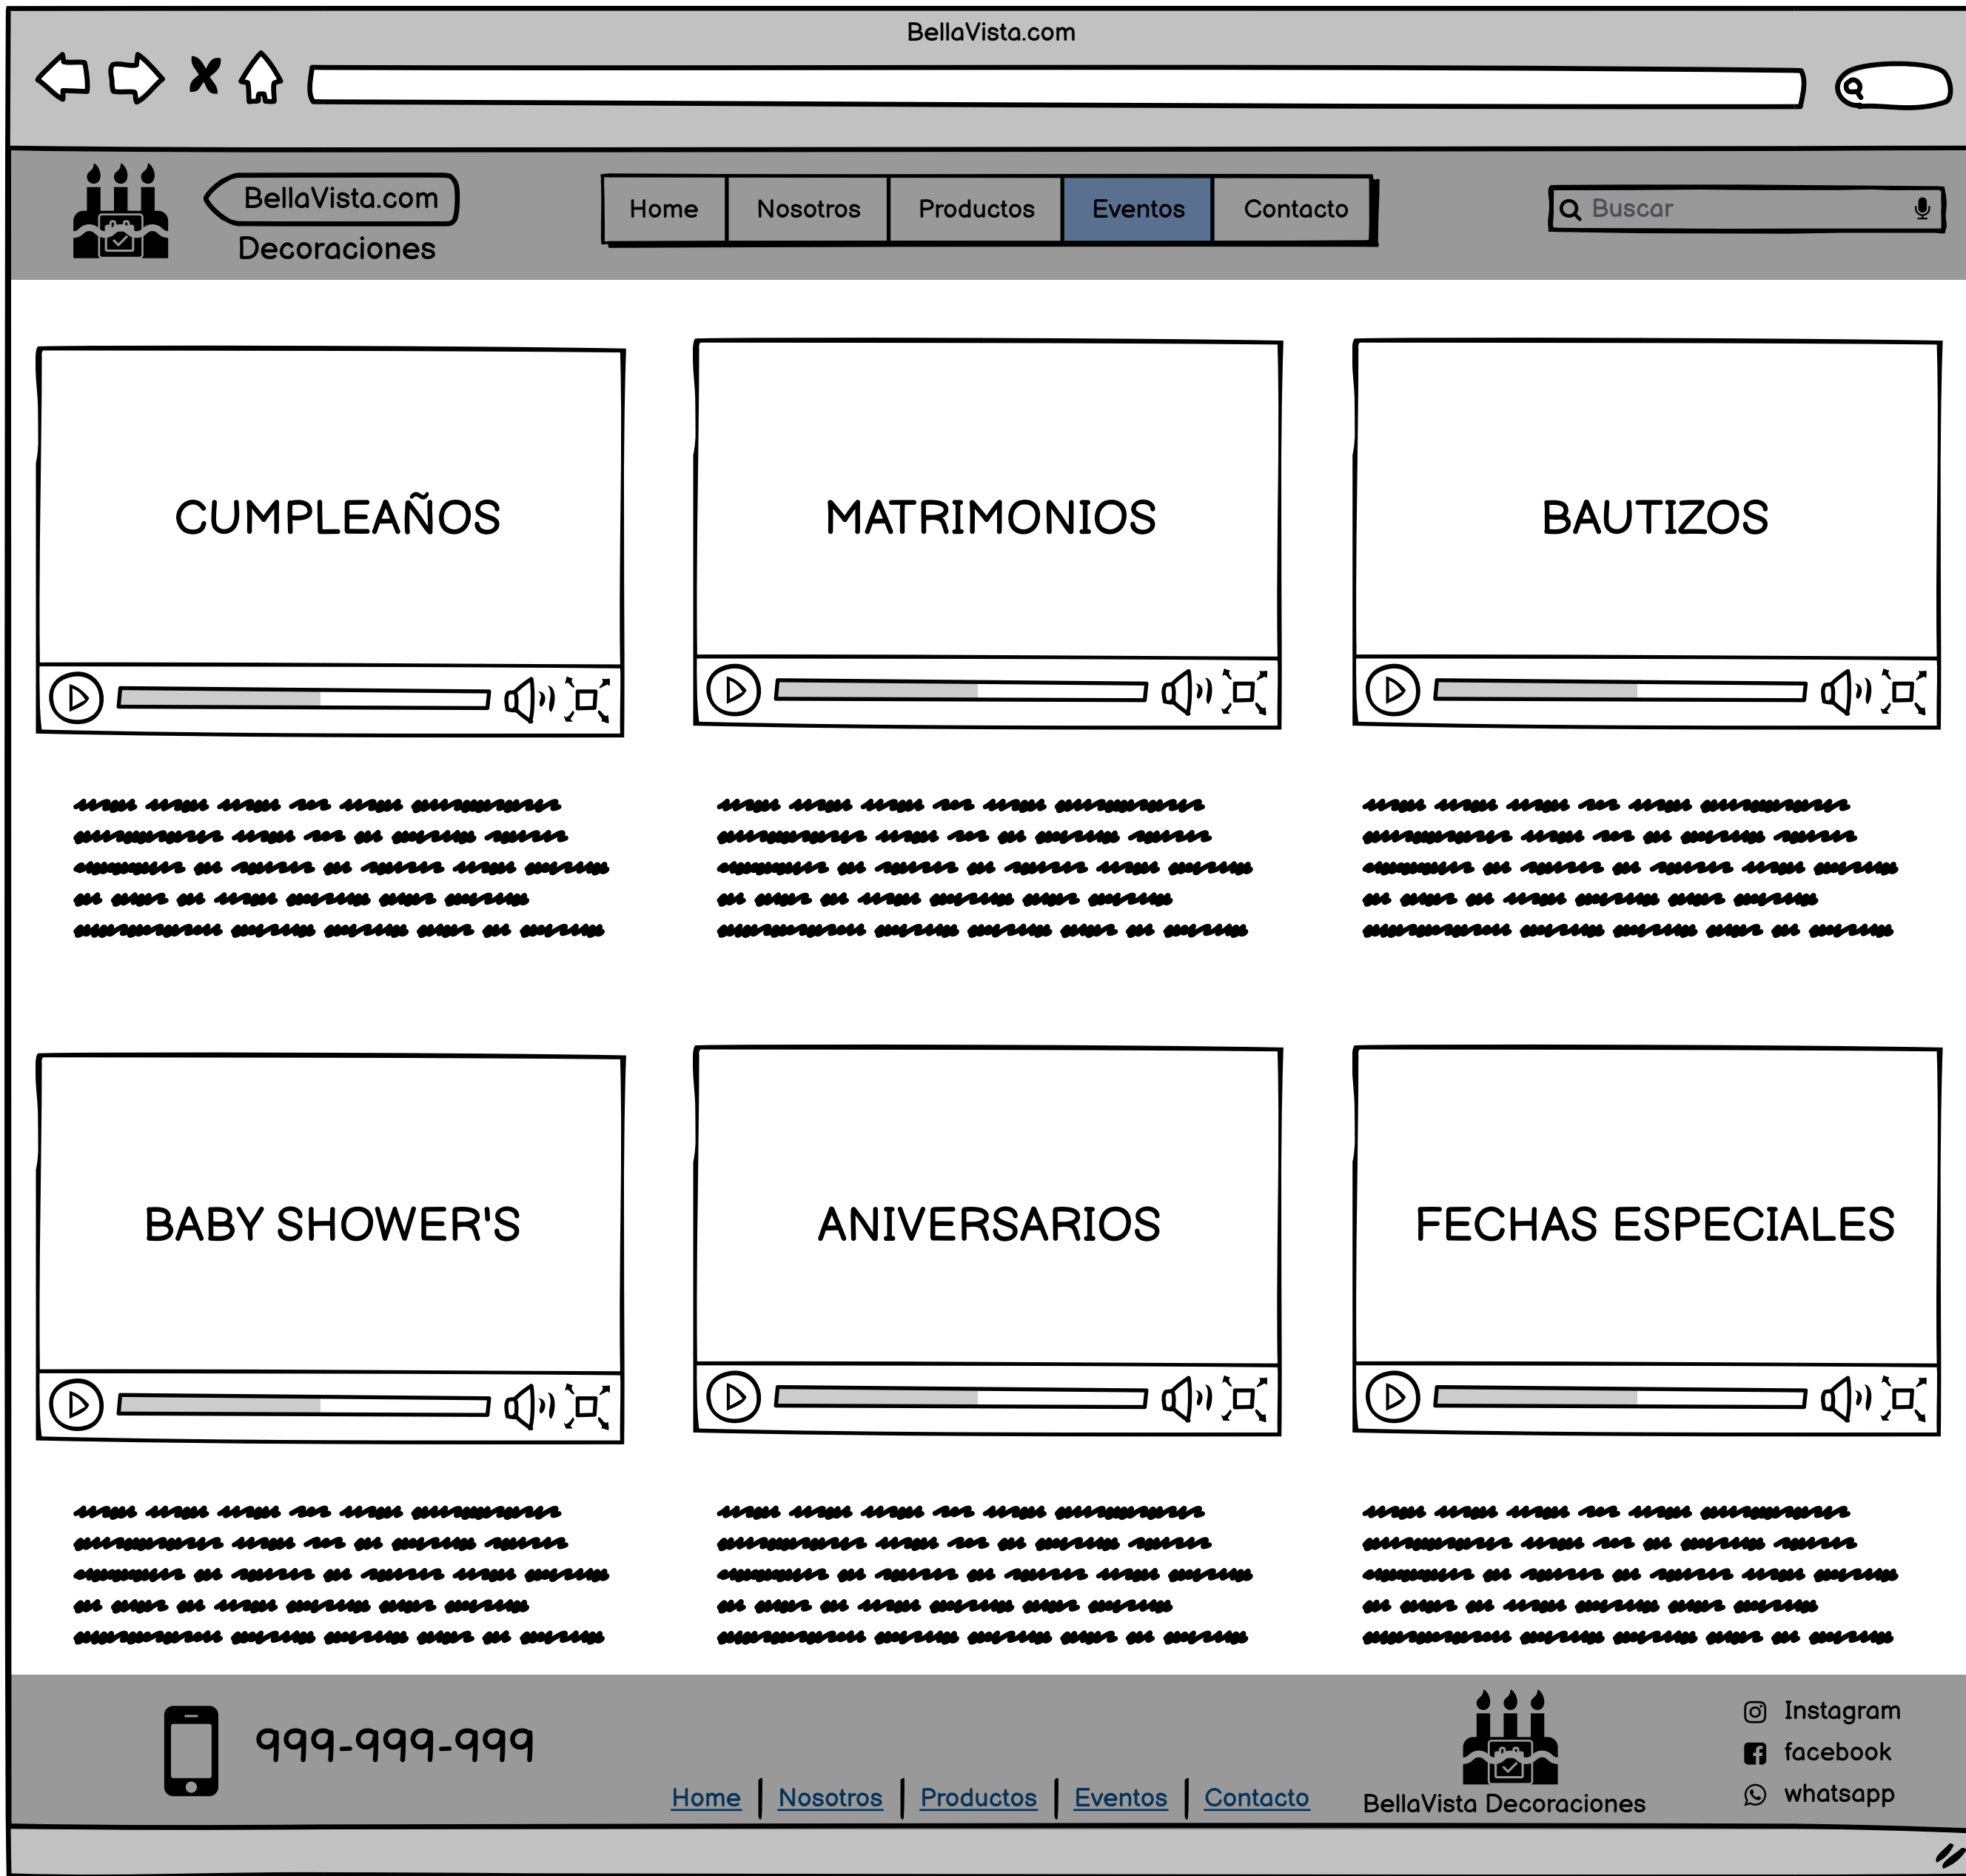 BellaVista.com
BellaVista.com
Decoraciones
Home Nosotros Productos Eventos Contacto
Buscar
CUMPLEAÑOS
MATRIMONIOS
BAUTIZOS
BABY SHOWER'S
ANIVERSARIOS
FECHAS ESPECIALES
999-999-999
Home | Nosotros | Productos | Eventos | Contacto
BellaVista Decoraciones
Instagram
facebook
whatsapp